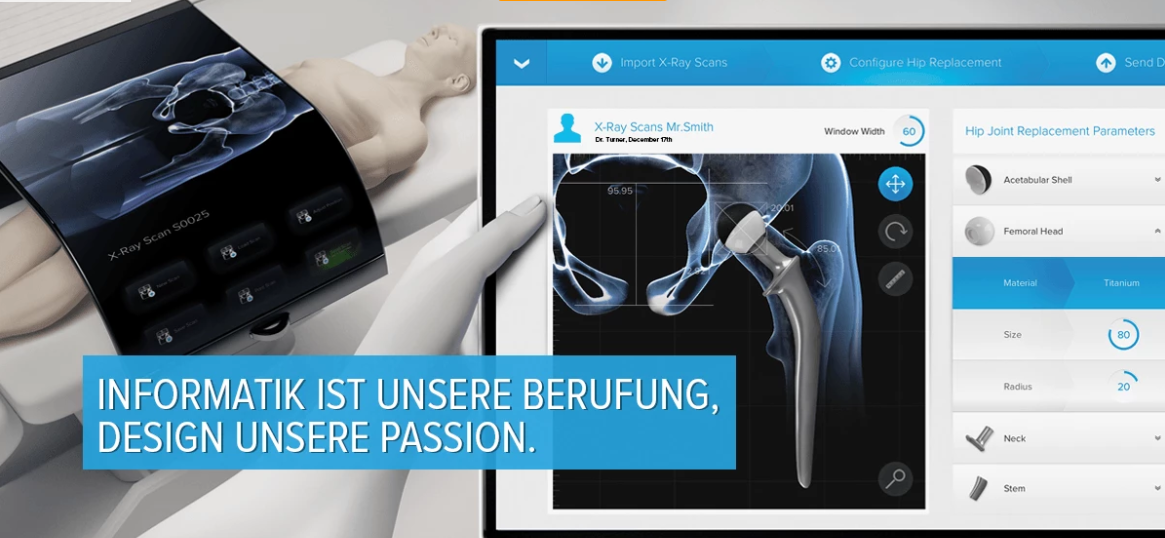 Import X-Ray Scans
Configure Hip Replacement
Send D
X-Ray Scans Mr.Smith
Dr. Turner, December 17th
Window Width
60
Hip Joint Replacement Parameters
Acetabular Shell
Femoral Head
Material
Titanium
Size
80
Radius
20
Neck
Stem
95.95
20.01
85.01
X-Ray Scan S0025
INFORMATIK IST UNSERE BERUFUNG,
DESIGN UNSERE PASSION.